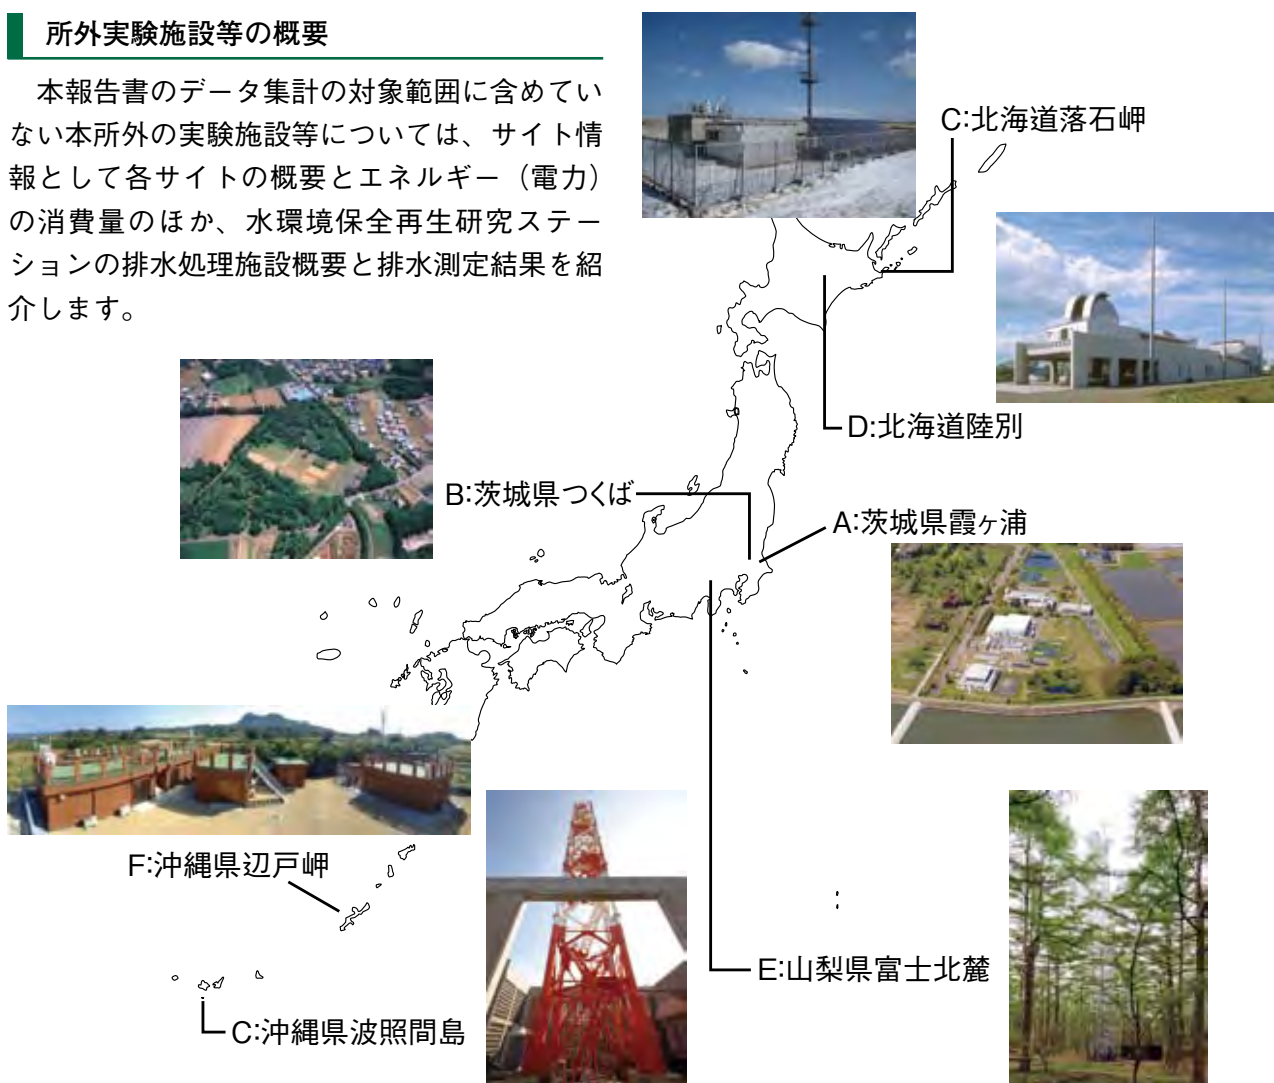 所外実験施設等の概要
本報告書のデータ集計の対象範囲に含めてい
ない本所外の実験施設等については、サイト情
報として各サイトの概要とエネルギー（電力）
の消費量のほか、水環境保全再生研究ステー
ションの排水処理施設概要と排水測定結果を紹
介します。
C:北海道落石岬
D:北海道陸別
B:茨城県つくば
A:茨城県霞ヶ浦
F:沖縄県辺戸岬
E:山梨県富士北麓
C:沖縄県波照間島